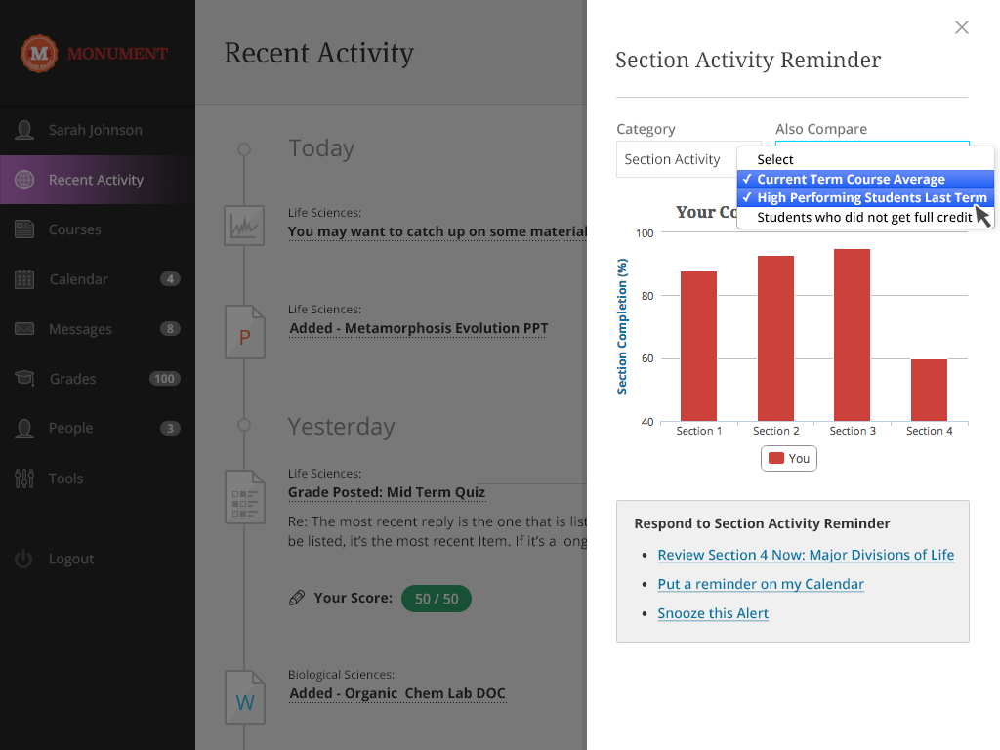 M MONUMENT
Sarah Johnson
Recent Activity
Courses
Calendar 4
Messages 8
Grades 100
People 3
Tools
Logout
Recent Activity
Today
Life Sciences:
You may want to catch up on some material
P
Life Sciences:
Added - Metamorphosis Evolution PPT
Yesterday
Life Sciences:
Grade Posted: Mid Term Quiz
Re: The most recent reply is the one that is list
be listed, it's the most recent Item. If it's a long
Your Score: 50 / 50
W
Biological Sciences:
Added - Organic Chem Lab DOC
Section Activity Reminder
Category
Also Compare
Section Activity
Select
✓ Current Term Course Average
✓ High Performing Students Last Term
Students who did not get full credit
Your Co
Section Completion (%)
100
80
60
40
Section 1 Section 2 Section 3 Section 4
You
Respond to Section Activity Reminder
• Review Section 4 Now: Major Divisions of Life
• Put a reminder on my Calendar
• Snooze this Alert